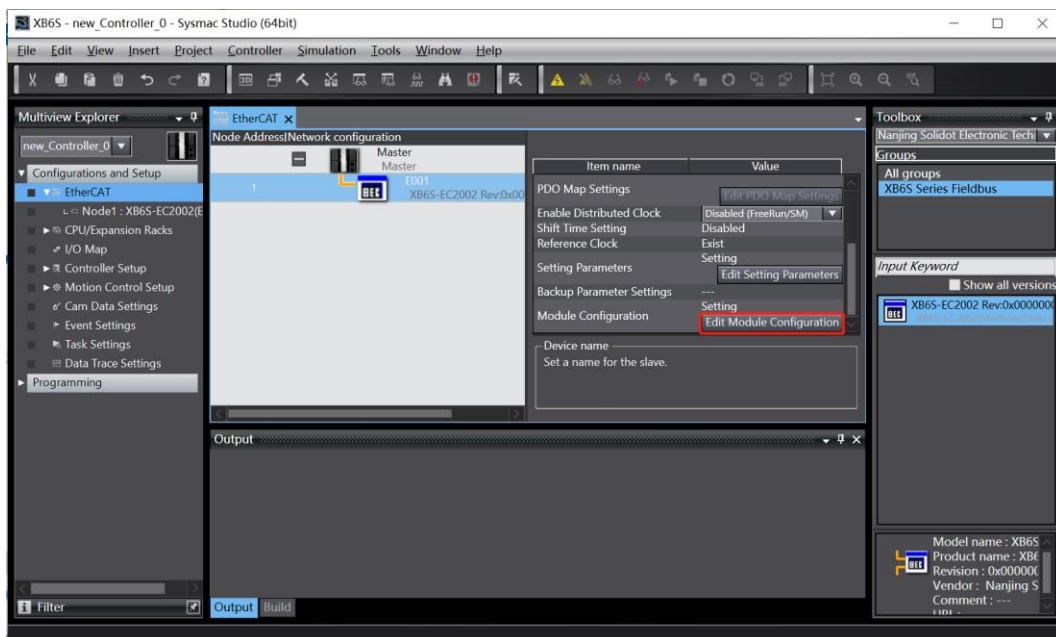 XB6S - new_Controller_0 - Sysmac Studio (64bit)
File Edit View Insert Project Controller Simulation Tools Window Help
Multiview Explorer
new_Controller_0
Configurations and Setup
EtherCAT
Node1 : XB6S-EC2002(E
CPU/Expansion Racks
I/O Map
Controller Setup
Motion Control Setup
Cam Data Settings
Event Settings
Task Settings
Data Trace Settings
Programming
Filter
EtherCAT
Node Address|Network configuration
Master
Master
1
E001
XB6S-EC2002 Rev:0x00
Item name Value
PDO Map Settings Edit PDO Map Settings
Enable Distributed Clock Disabled (FreeRun/SM)
Shift Time Setting Disabled
Reference Clock Exist
Setting Parameters Setting
Edit Setting Parameters
Backup Parameter Settings ---
Module Configuration Setting
Edit Module Configuration
Device name
Set a name for the slave.
Output
Output Build
Toolbox
Nanjing Solidot Electronic Tech
Groups
All groups
XB6S Series Fieldbus
Input Keyword
Show all versions
XB6S-EC2002 Rev:0x0000000
Model name : XB6S
Product name : XB6
Revision : 0x00000
Vendor : Nanjing S
Comment : ---